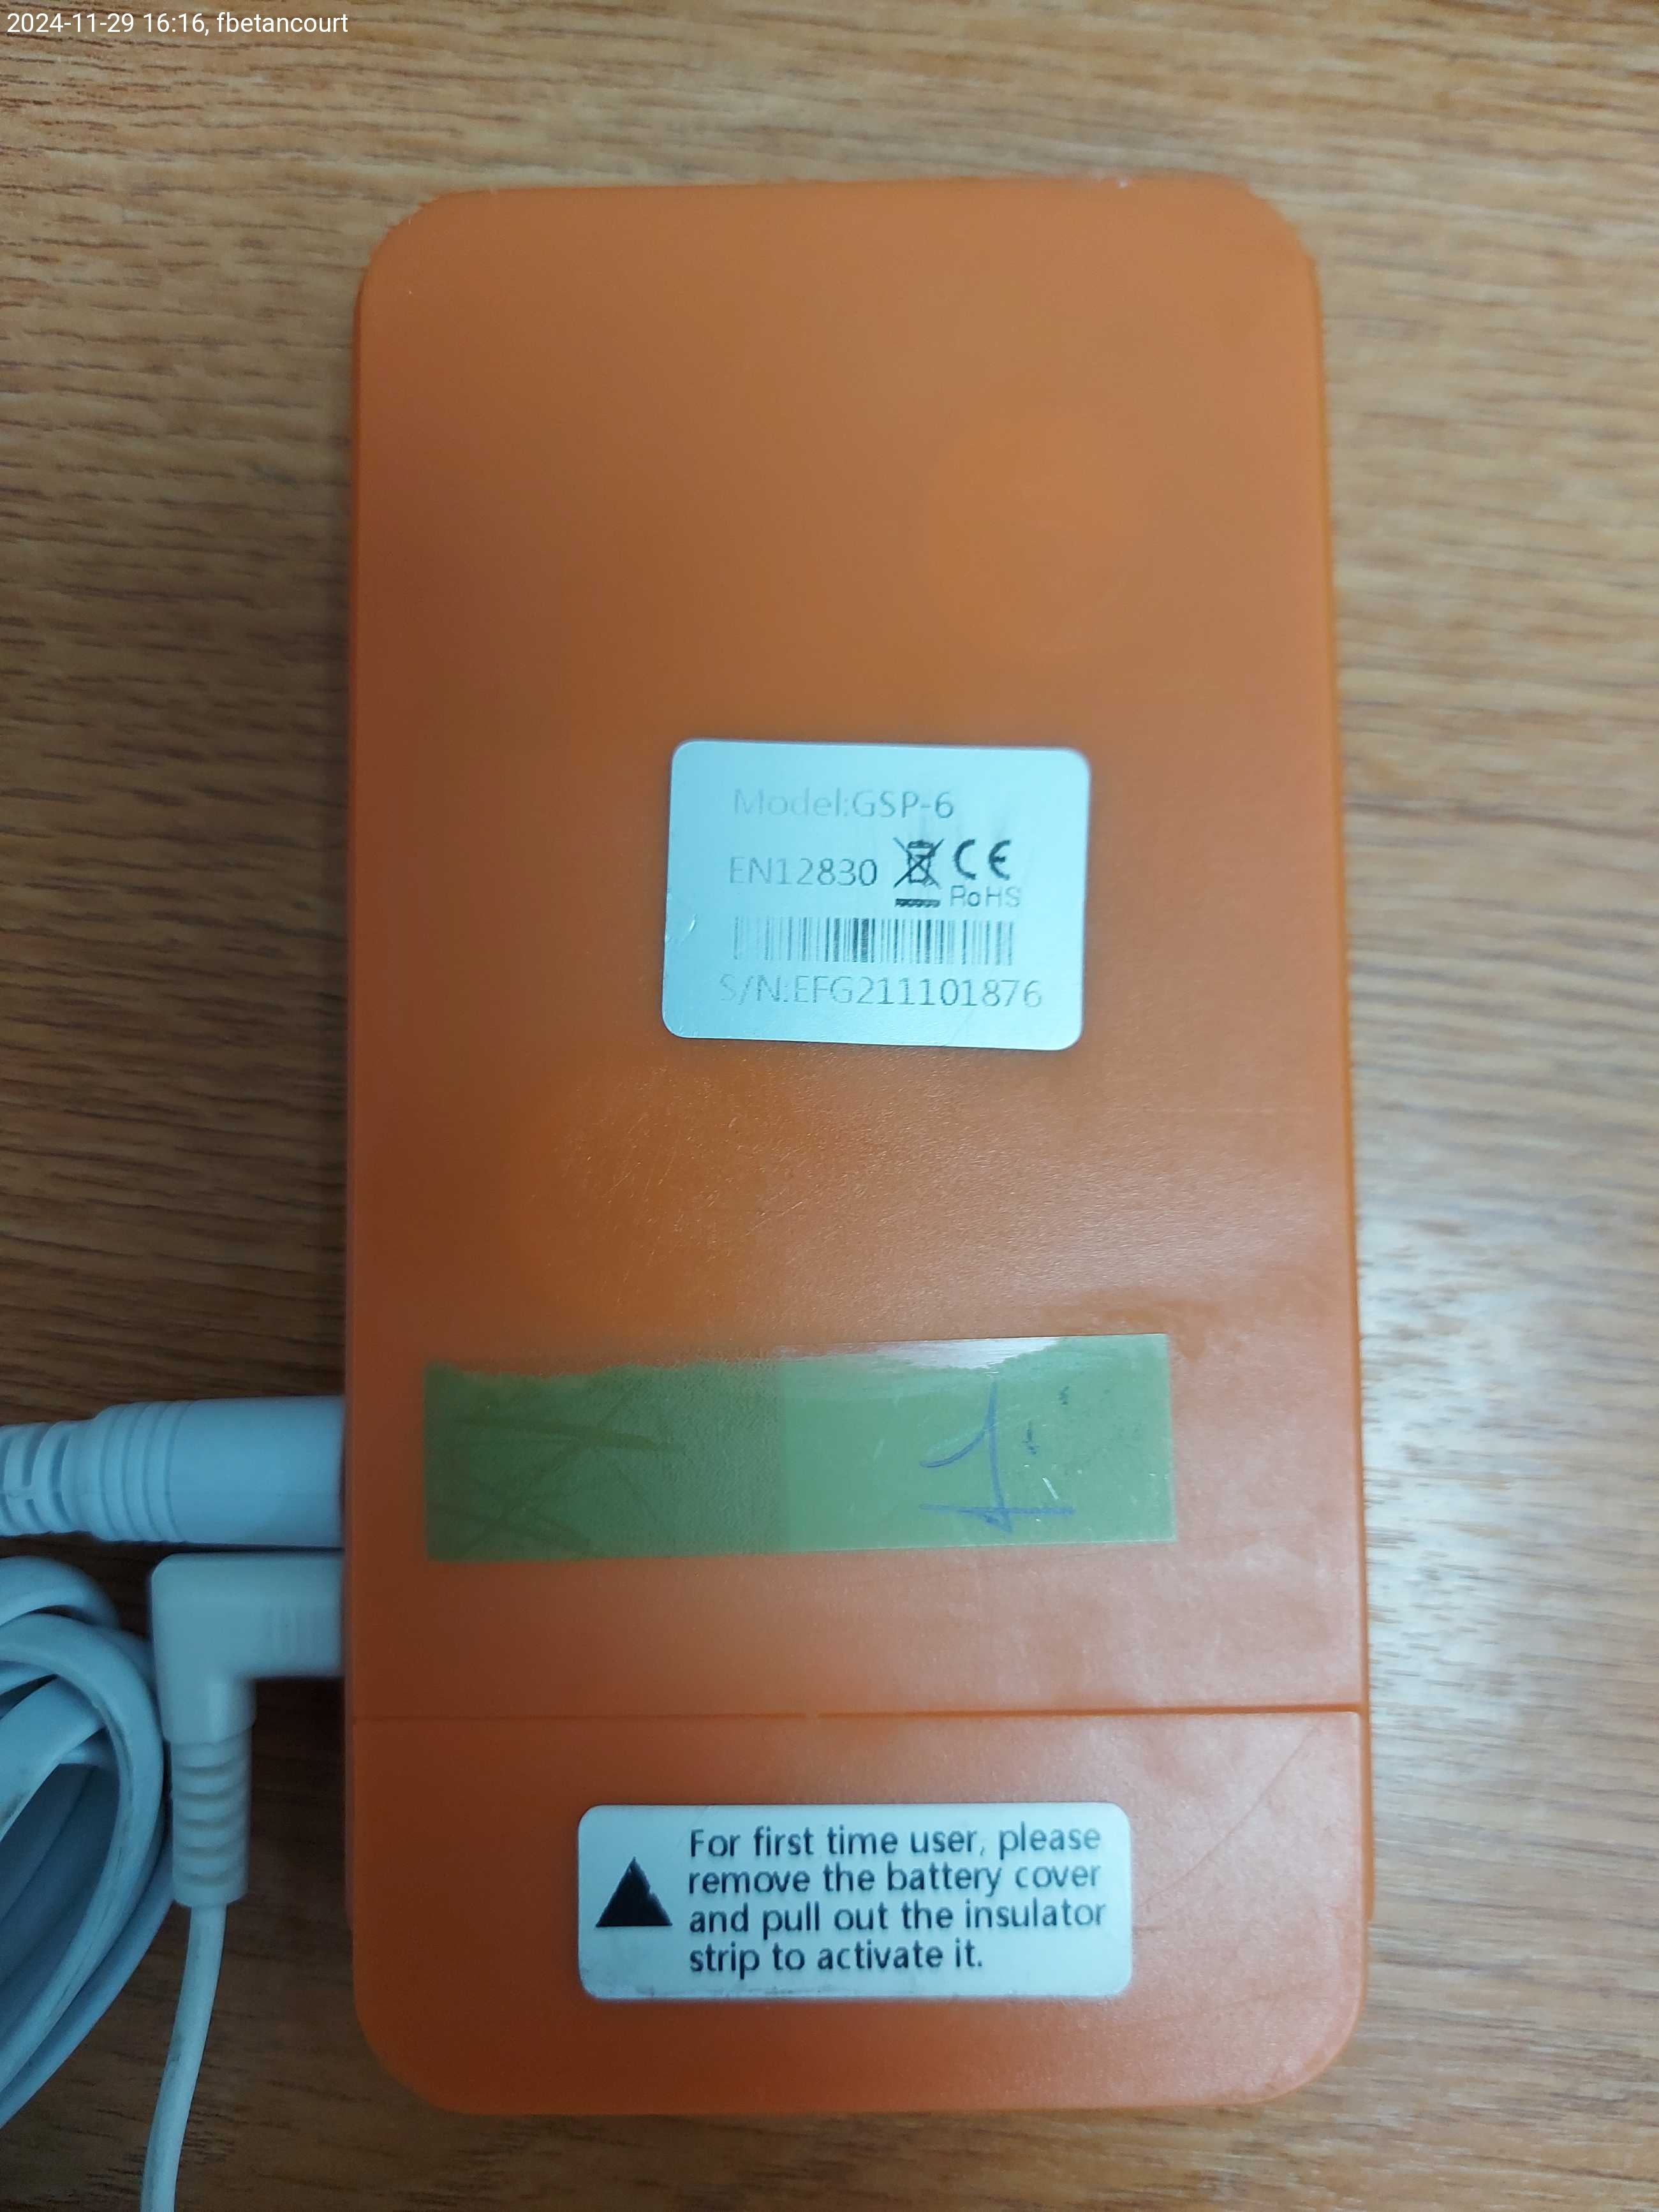 2024-11-29 16:16, fbetancourt
Model:GSP-6
EN12830 CE
RoHS
S/N:EFG211101876
1
For first time user, please
remove the battery cover
and pull out the insulator
strip to activate it.